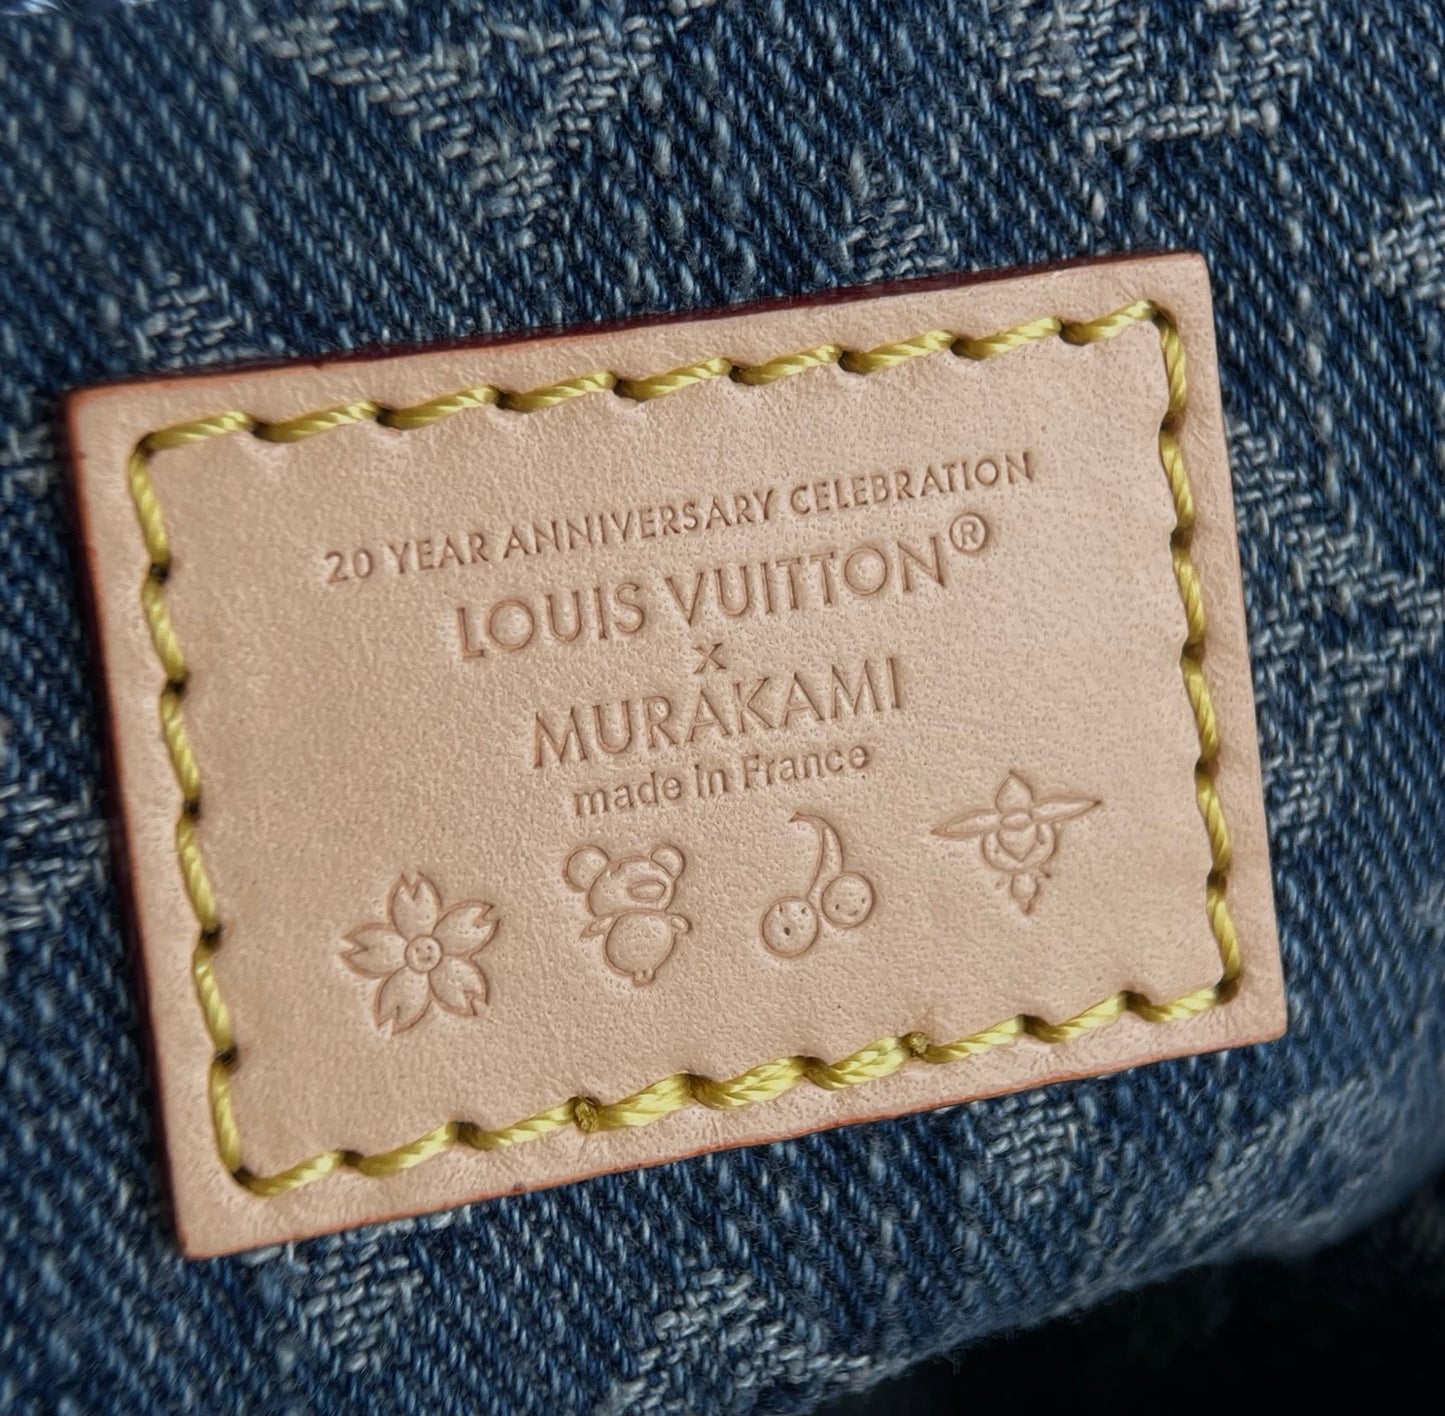 20 YEAR ANNIVERSARY CELEBRATION
LOUIS VUITTON®
x
MURAKAMI
made in France